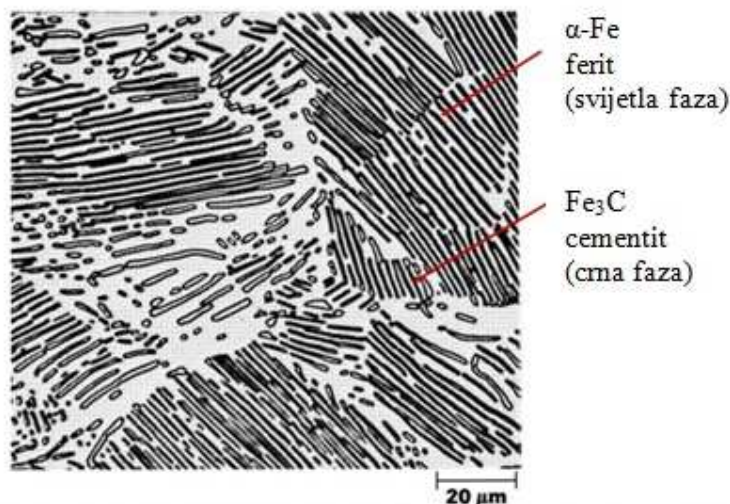 α-Fe
ferit
(svijetla faza)
Fe₃C
cementit
(crna faza)
20 µm